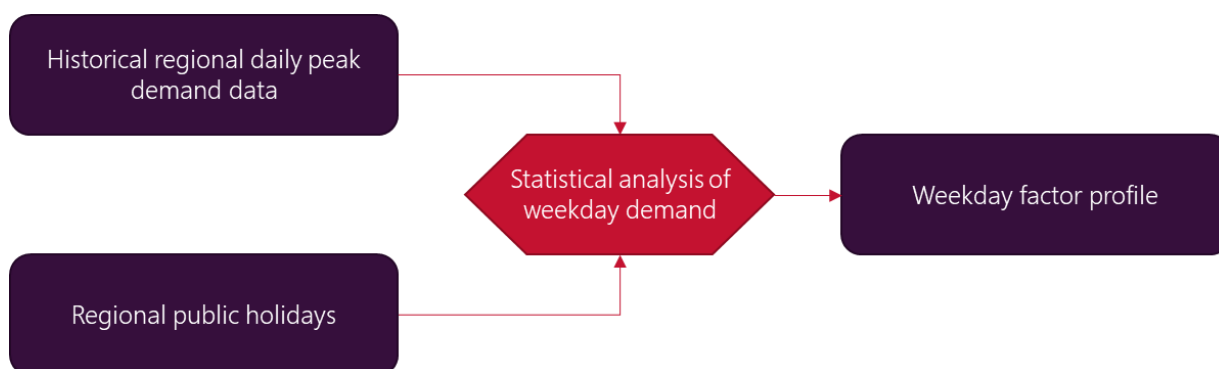 Historical regional daily peak
demand data
Statistical analysis of
weekday demand
Weekday factor profile
Regional public holidays